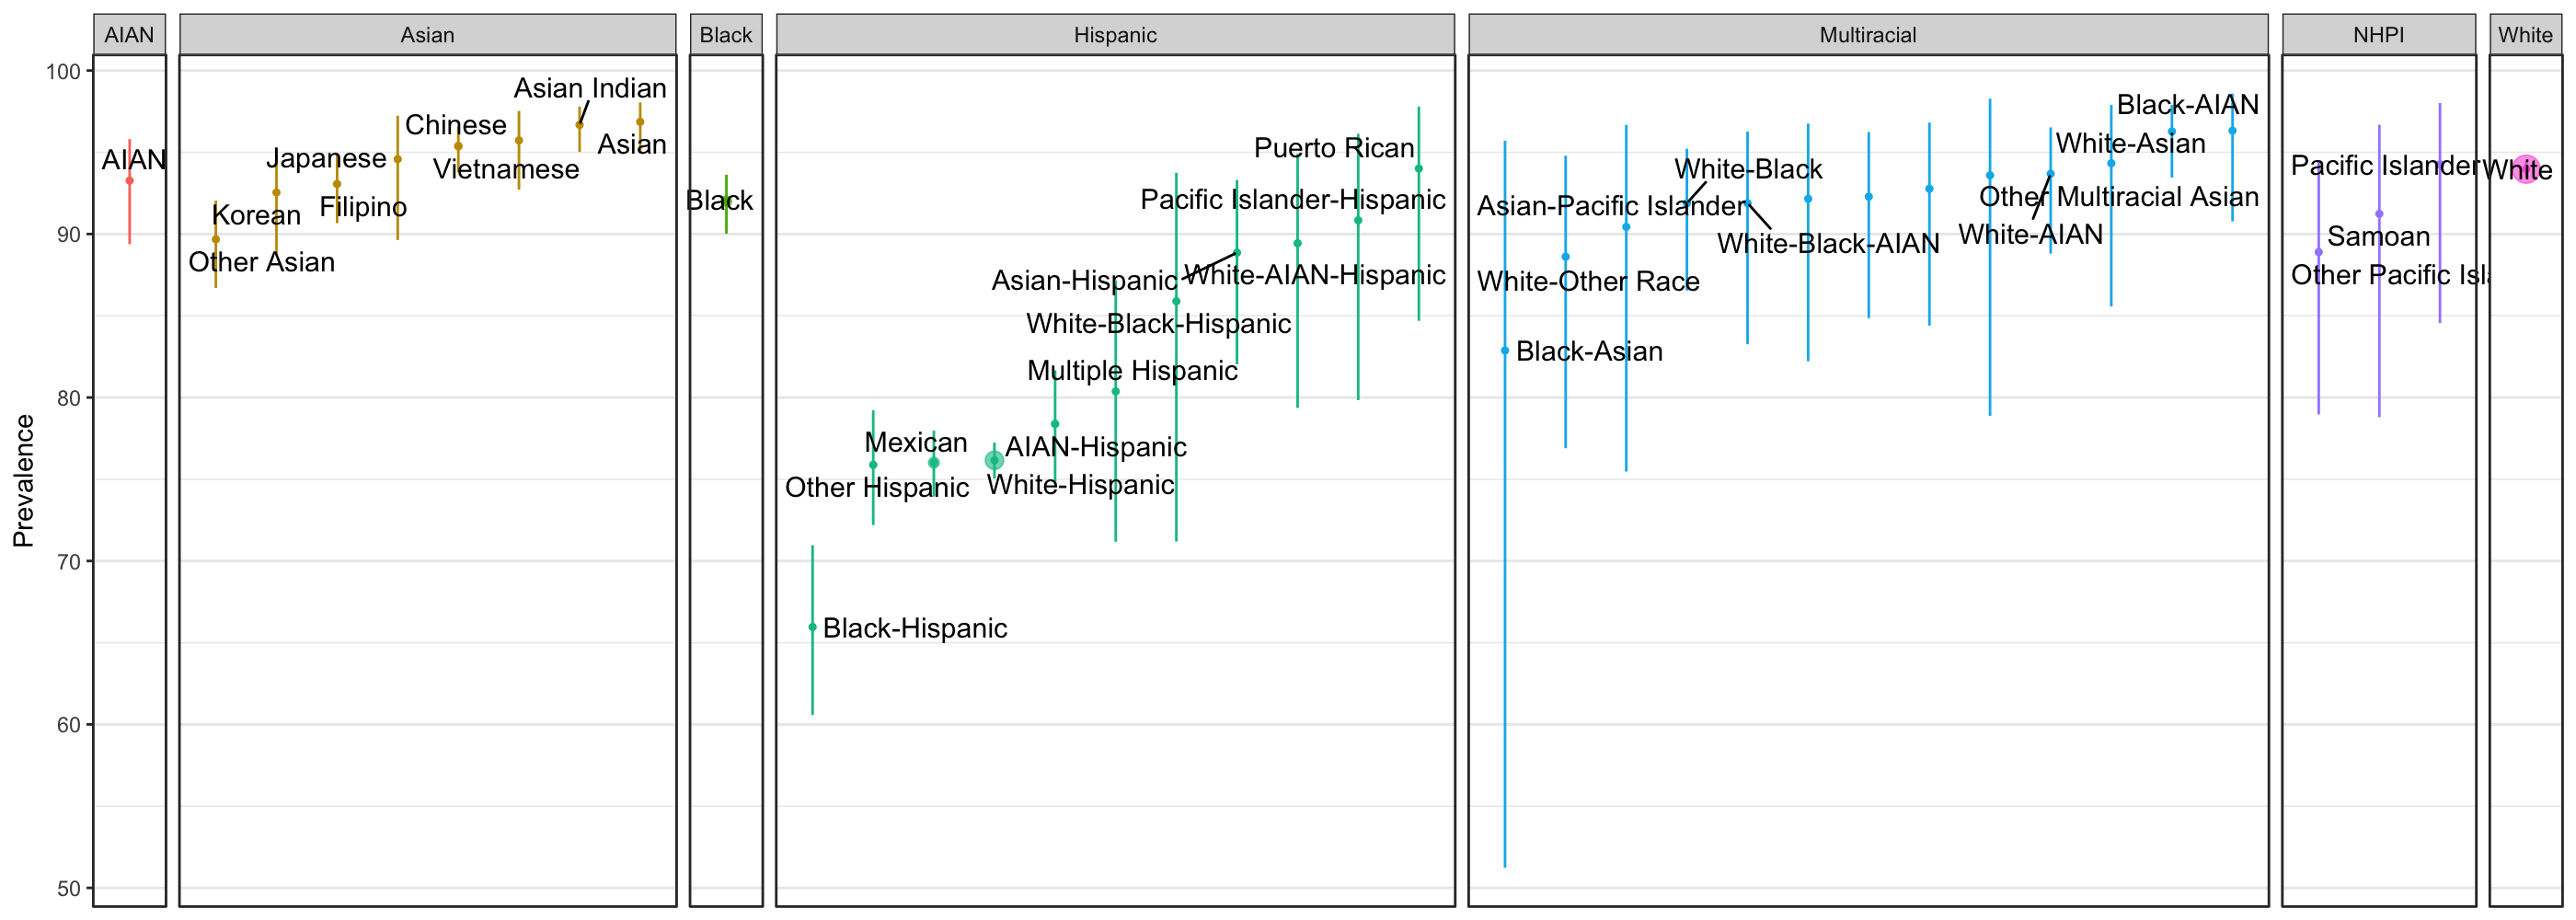 AIAN
Asian
Black
Hispanic
Multiracial
NHPI
White
Prevalence
100
90
80
70
60
50
AIAN
Asian Indian
Chinese
Asian
Japanese
Vietnamese
Korean
Filipino
Other Asian
Black
Puerto Rican
Pacific Islander-Hispanic
Asian-Hispanic
White-AIAN-Hispanic
White-Black-Hispanic
Multiple Hispanic
Mexican
AIAN-Hispanic
Other Hispanic
White-Hispanic
Black-Hispanic
Black-AIAN
White-Asian
White-Black
Other Multiracial Asian
Asian-Pacific Islander
White-AIAN
White-Black-AIAN
White-Other Race
Black-Asian
Pacific Islander
Samoan
Other Pacific Isl
White